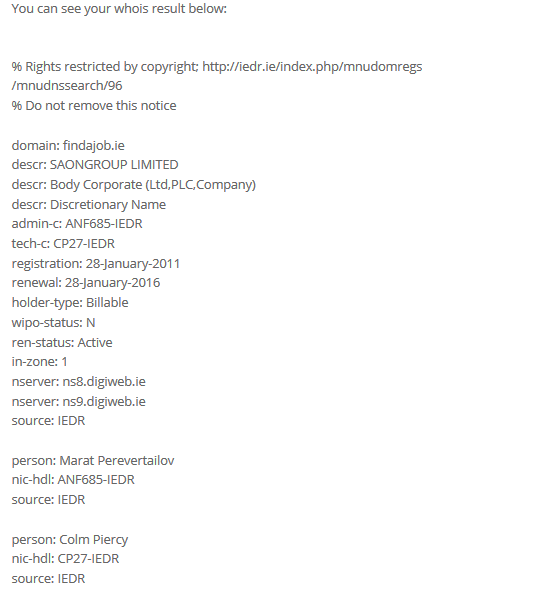 You can see your whois result below:
% Rights restricted by copyright; http://iedr.ie/index.php/mnudomregs
/mnudnssearch/96
% Do not remove this notice
domain: findajob.ie
descr: SAONGROUP LIMITED
descr: Body Corporate (Ltd,PLC,Company)
descr: Discretionary Name
admin-c: ANF685-IEDR
tech-c: CP27-IEDR
registration: 28-January-2011
renewal: 28-January-2016
holder-type: Billable
wipo-status: N
ren-status: Active
in-zone: 1
nserver: ns8.digiweb.ie
nserver: ns9.digiweb.ie
source: IEDR
person: Marat Perevertailov
nic-hdl: ANF685-IEDR
source: IEDR
person: Colm Piercy
nic-hdl: CP27-IEDR
source: IEDR